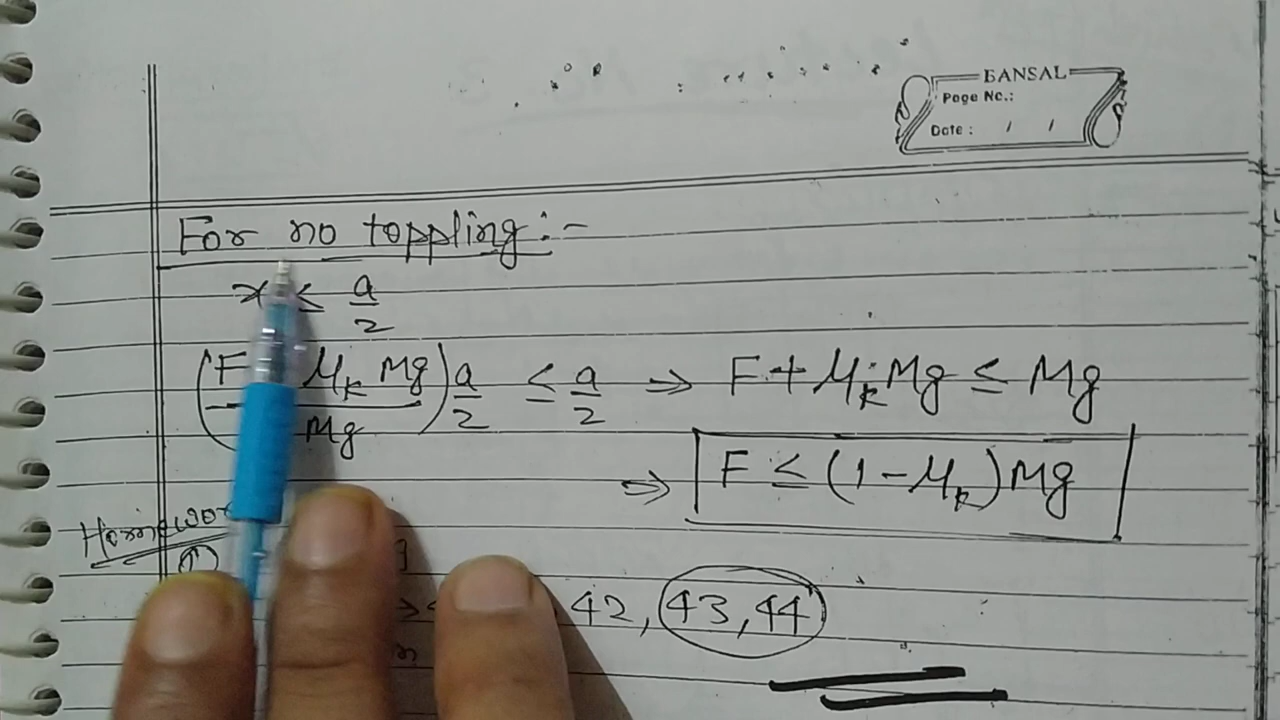 BANSAL
Page No.:
Date : / /
For no toppling:-
x ≤ a/2
(F μk Mg / Mg) a/2 ≤ a/2 ⇒ F + μk Mg ≤ Mg
⇒ F ≤ (1 - μk) Mg
42, 43, 44